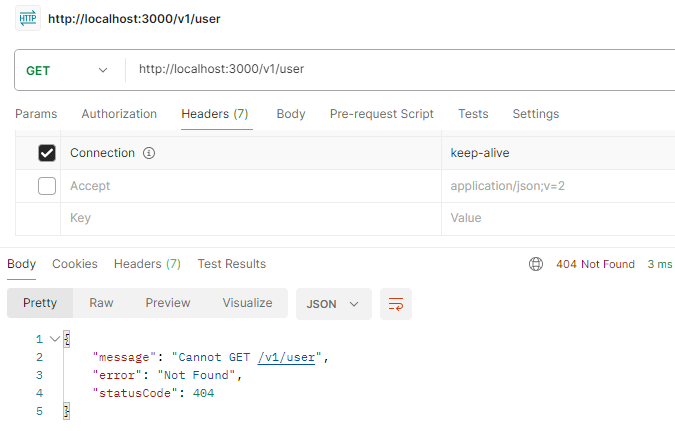 HTTP http://localhost:3000/v1/user
GET http://localhost:3000/v1/user
Params Authorization Headers (7) Body Pre-request Script Tests Settings
Connection keep-alive
Accept application/json;v=2
Key Value
Body Cookies Headers (7) Test Results 404 Not Found 3 ms
Pretty Raw Preview Visualize JSON
1 {
2 "message": "Cannot GET /v1/user",
3 "error": "Not Found",
4 "statusCode": 404
5 }